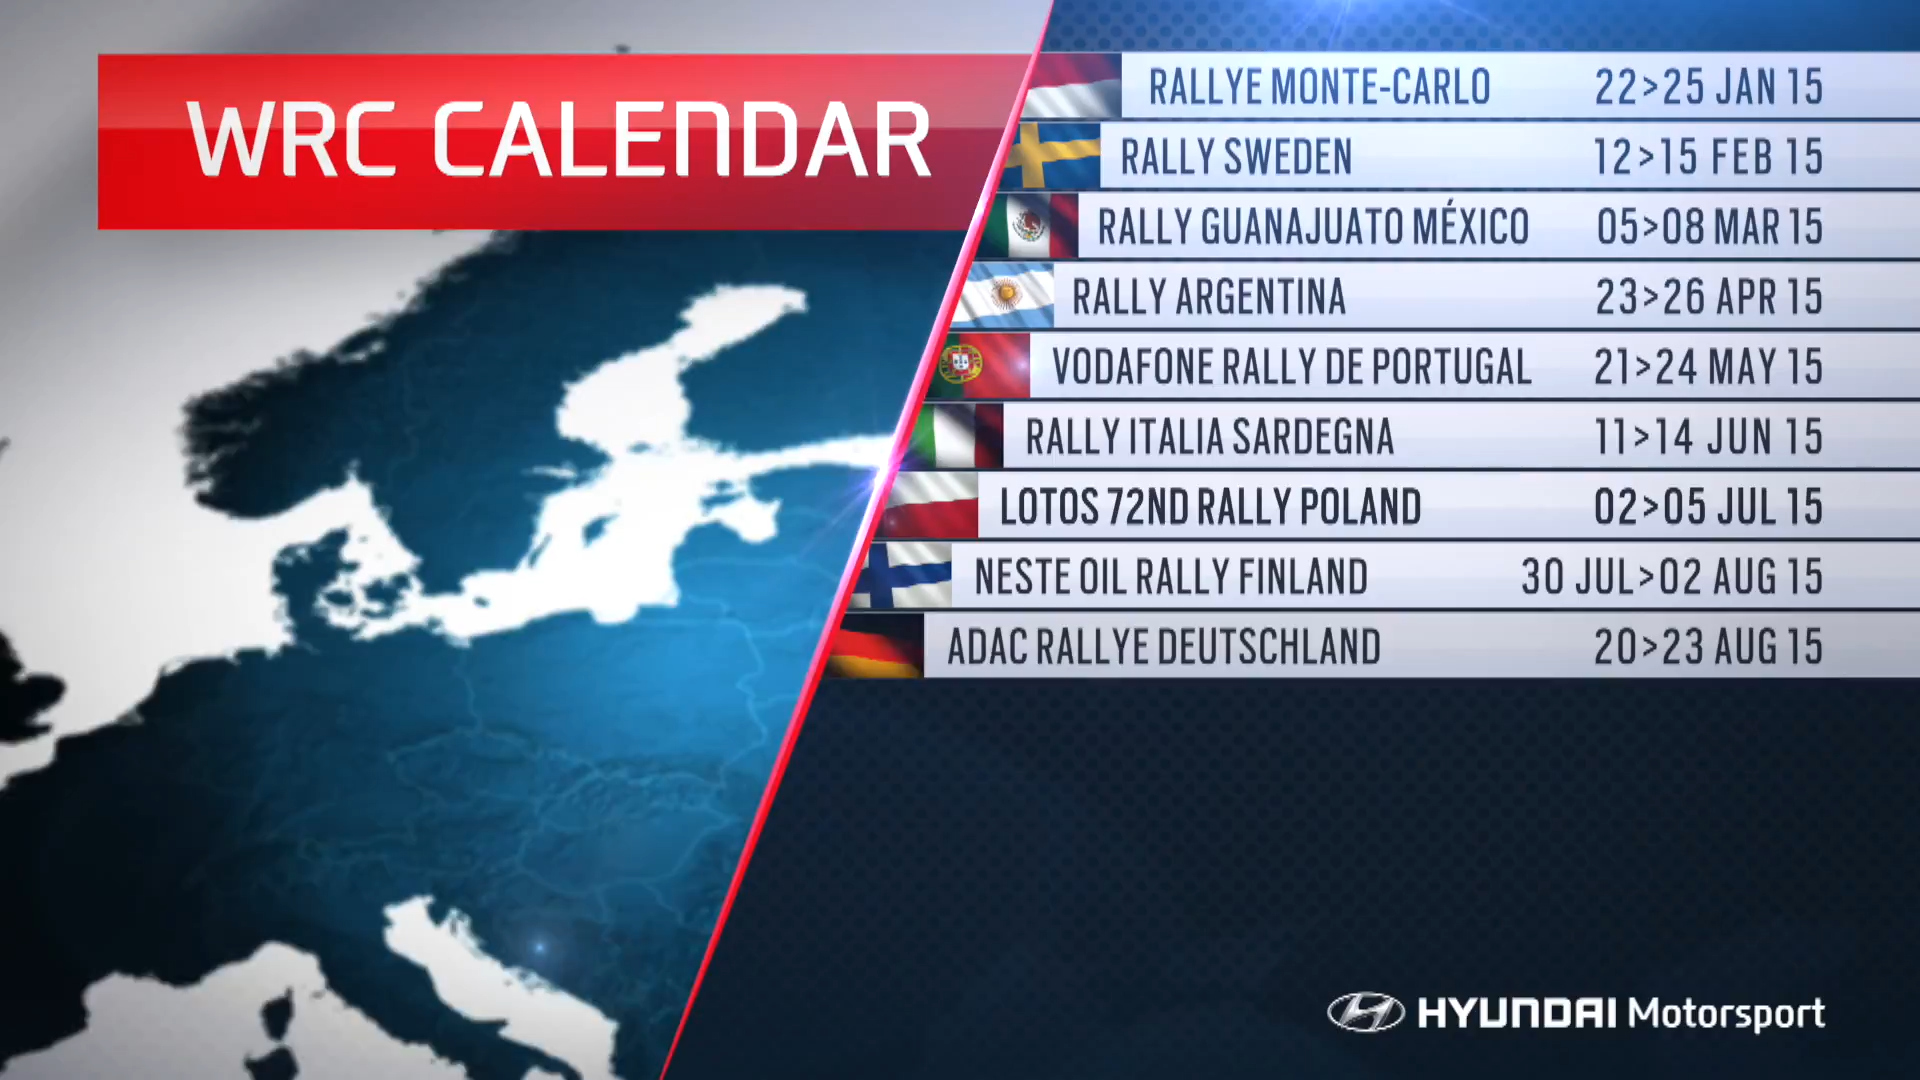 WRC CALENDAR
RALLYE MONTE-CARLO 22>25 JAN 15
RALLY SWEDEN 12>15 FEB 15
RALLY GUANAJUATO MÉXICO 05>08 MAR 15
RALLY ARGENTINA 23>26 APR 15
VODAFONE RALLY DE PORTUGAL 21>24 MAY 15
RALLY ITALIA SARDEGNA 11>14 JUN 15
LOTOS 72ND RALLY POLAND 02>05 JUL 15
NESTE OIL RALLY FINLAND 30 JUL>02 AUG 15
ADAC RALLYE DEUTSCHLAND 20>23 AUG 15
HYUNDAI Motorsport